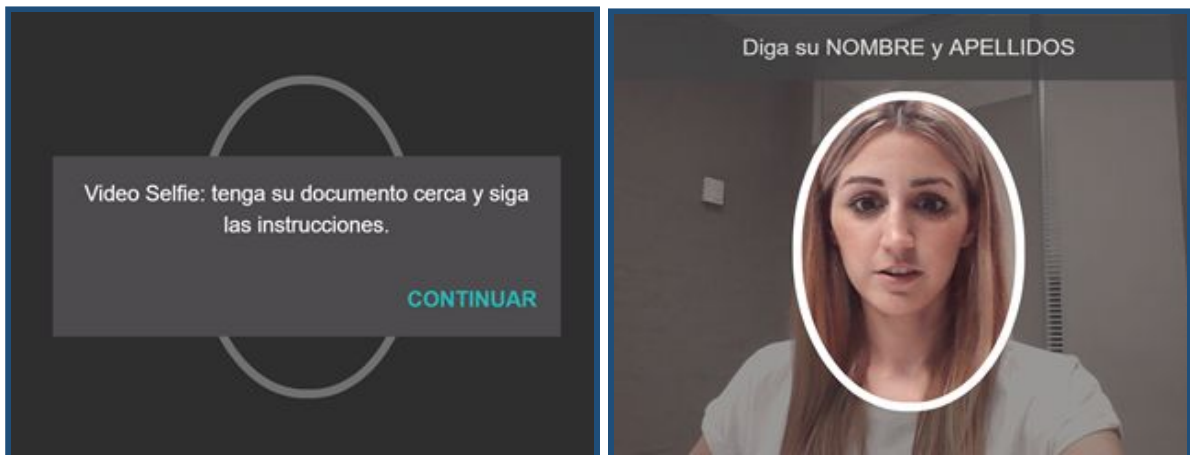 Video Selfie: tenga su documento cerca y siga
las instrucciones.
CONTINUAR
Diga su NOMBRE y APELLIDOS